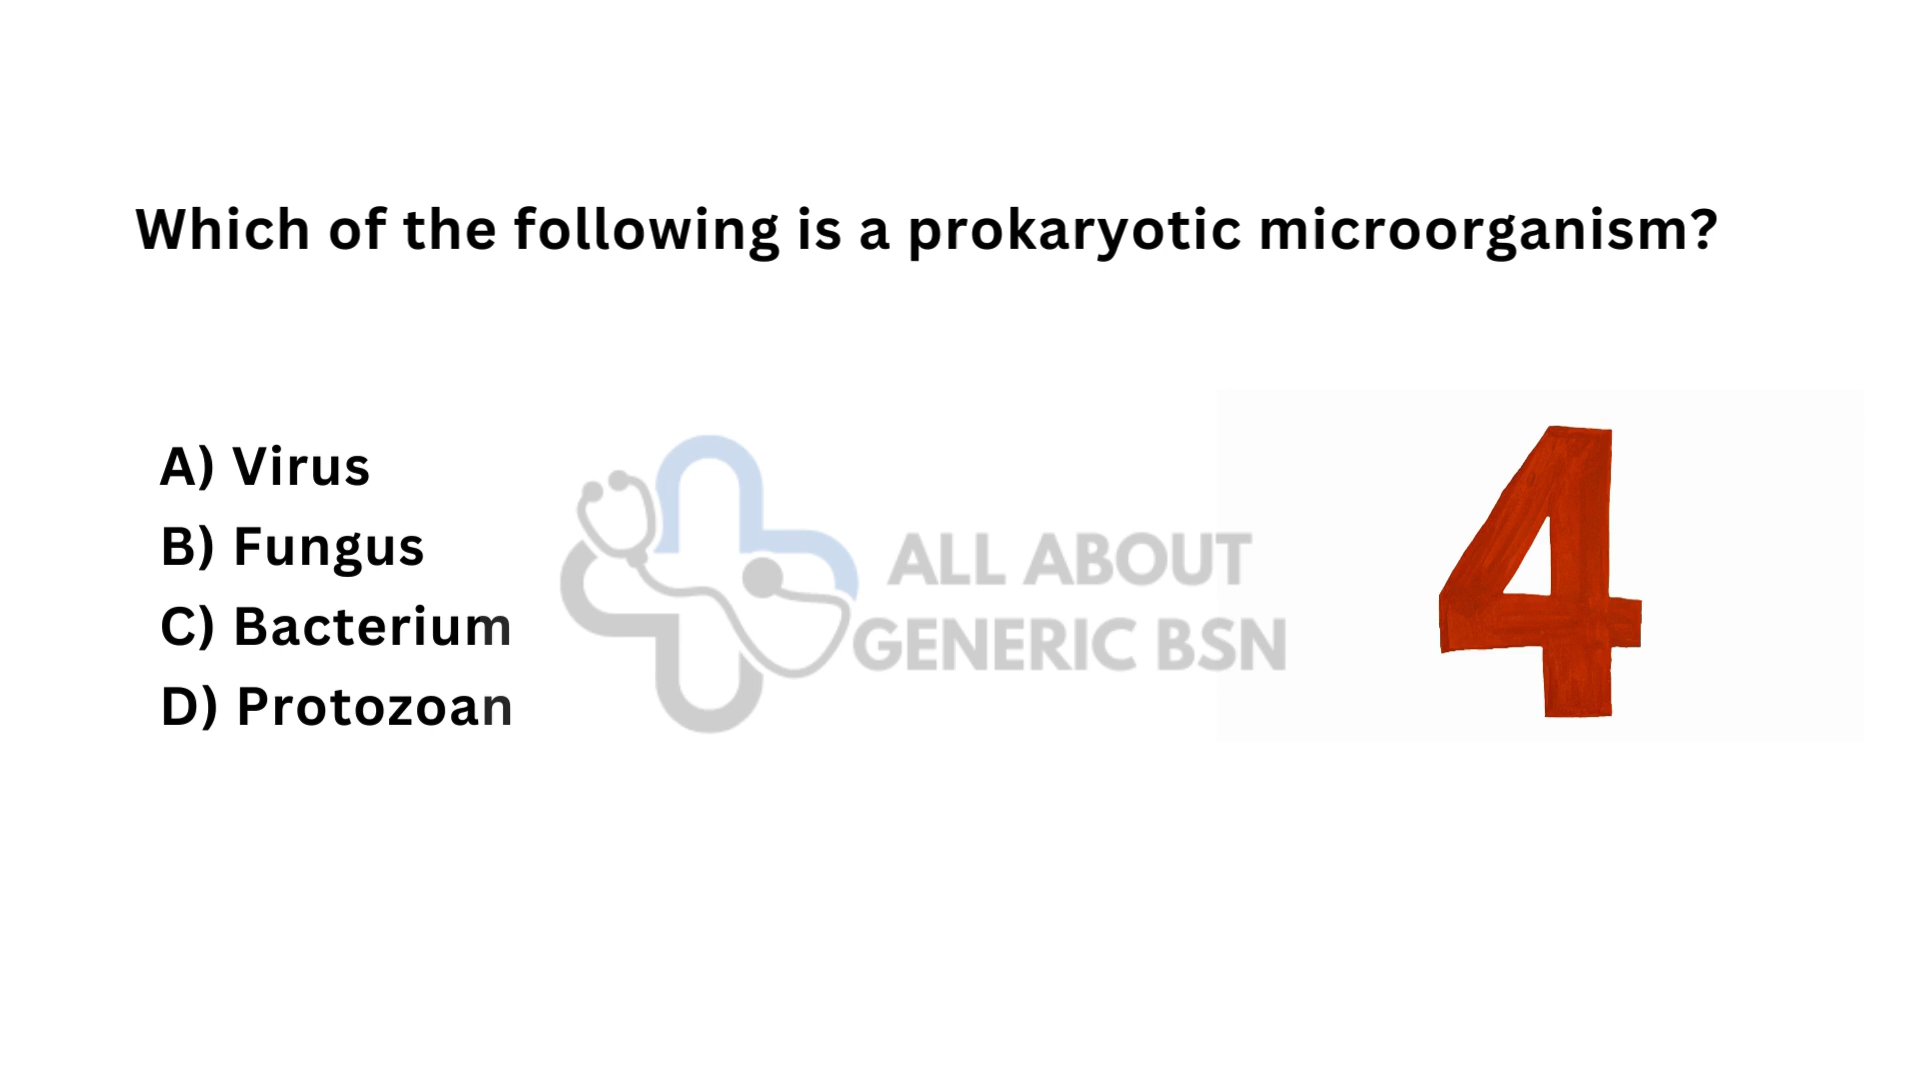 Which of the following is a prokaryotic microorganism?
A) Virus
B) Fungus
C) Bacterium
D) Protozoan
ALL ABOUT
GENERIC BSN
4